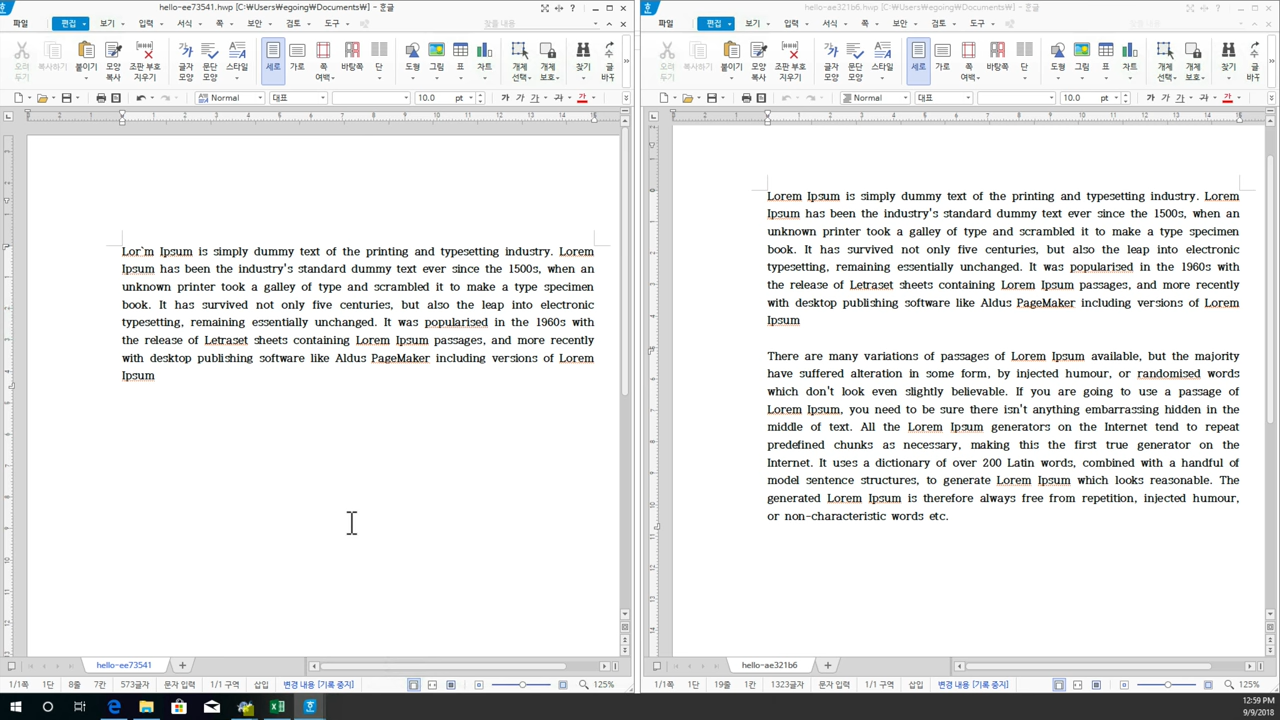 hello-ee73541.hwp [C:₩Users₩egoing₩Documents₩] - 한글
파일 편집 보기 입력 서식 쪽 보안 검토 도구
오려 두기 복사하기 붙이기 모양 복사 조판 부호 지우기 글자 모양 문단 모양 스타일 세로 가로 쪽 여백 바탕쪽 단 도형 그림 표 차트 개체 선택 개체 보호 찾기 글 바꾸
Normal 대표 10.0 pt 가 가 가 가 가
Lor`m Ipsum is simply dummy text of the printing and typesetting industry. Lorem
Ipsum has been the industry's standard dummy text ever since the 1500s, when an
unknown printer took a galley of type and scrambled it to make a type specimen
book. It has survived not only five centuries, but also the leap into electronic
typesetting, remaining essentially unchanged. It was popularised in the 1960s with
the release of Letraset sheets containing Lorem Ipsum passages, and more recently
with desktop publishing software like Aldus PageMaker including versions of Lorem
Ipsum
hello-ee73541
1/1쪽 1단 8줄 7칸 573글자 문자 입력 1/1 구역 삽입 변경 내용 [기록 중지] 125%
hello-ae321b6.hwp [C:₩Users₩egoing₩Documents₩] - 한글
파일 편집 보기 입력 서식 쪽 보안 검토 도구
오려 두기 복사하기 붙이기 모양 복사 조판 부호 지우기 글자 모양 문단 모양 스타일 세로 가로 쪽 여백 바탕쪽 단 도형 그림 표 차트 개체 선택 개체 보호 찾기 글 바꾸
Normal 대표 10.0 pt 가 가 가 가 가
Lorem Ipsum is simply dummy text of the printing and typesetting industry. Lorem
Ipsum has been the industry's standard dummy text ever since the 1500s, when an
unknown printer took a galley of type and scrambled it to make a type specimen
book. It has survived not only five centuries, but also the leap into electronic
typesetting, remaining essentially unchanged. It was popularised in the 1960s with
the release of Letraset sheets containing Lorem Ipsum passages, and more recently
with desktop publishing software like Aldus PageMaker including versions of Lorem
Ipsum
There are many variations of passages of Lorem Ipsum available, but the majority
have suffered alteration in some form, by injected humour, or randomised words
which don't look even slightly believable. If you are going to use a passage of
Lorem Ipsum, you need to be sure there isn't anything embarrassing hidden in the
middle of text. All the Lorem Ipsum generators on the Internet tend to repeat
predefined chunks as necessary, making this the first true generator on the
Internet. It uses a dictionary of over 200 Latin words, combined with a handful of
model sentence structures, to generate Lorem Ipsum which looks reasonable. The
generated Lorem Ipsum is therefore always free from repetition, injected humour,
or non-characteristic words etc.
hello-ae321b6
1/1쪽 1단 19줄 1칸 1323글자 문자 입력 1/1 구역 삽입 변경 내용 [기록 중지] 125%
12:59 PM
9/9/2018